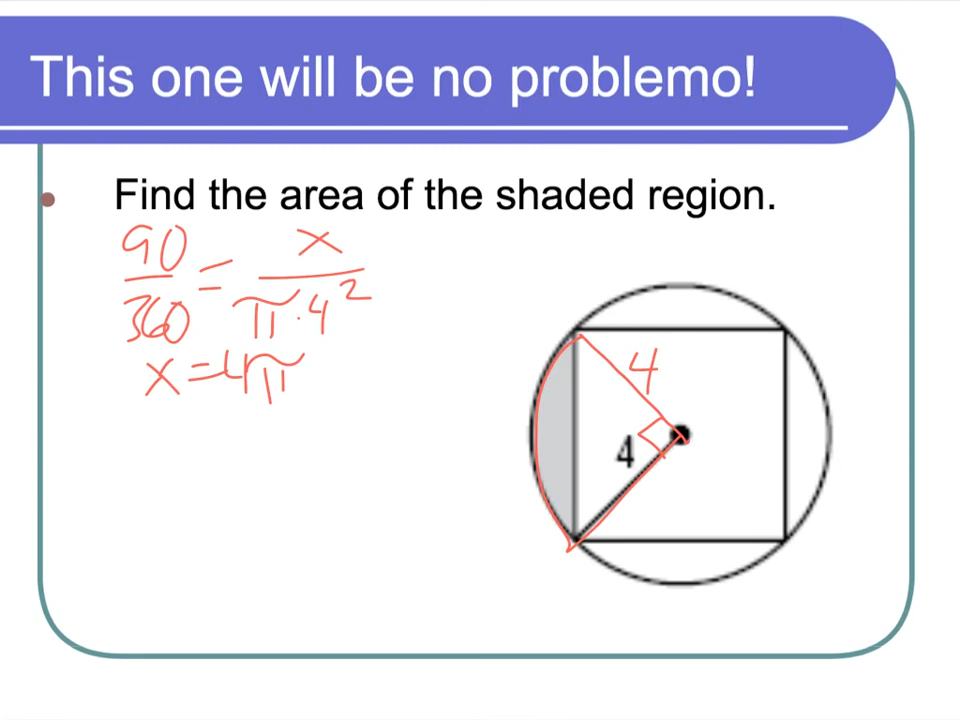 This one will be no problemo!
• Find the area of the shaded region.
90/360 = x/π·4²
x=4π
4
4